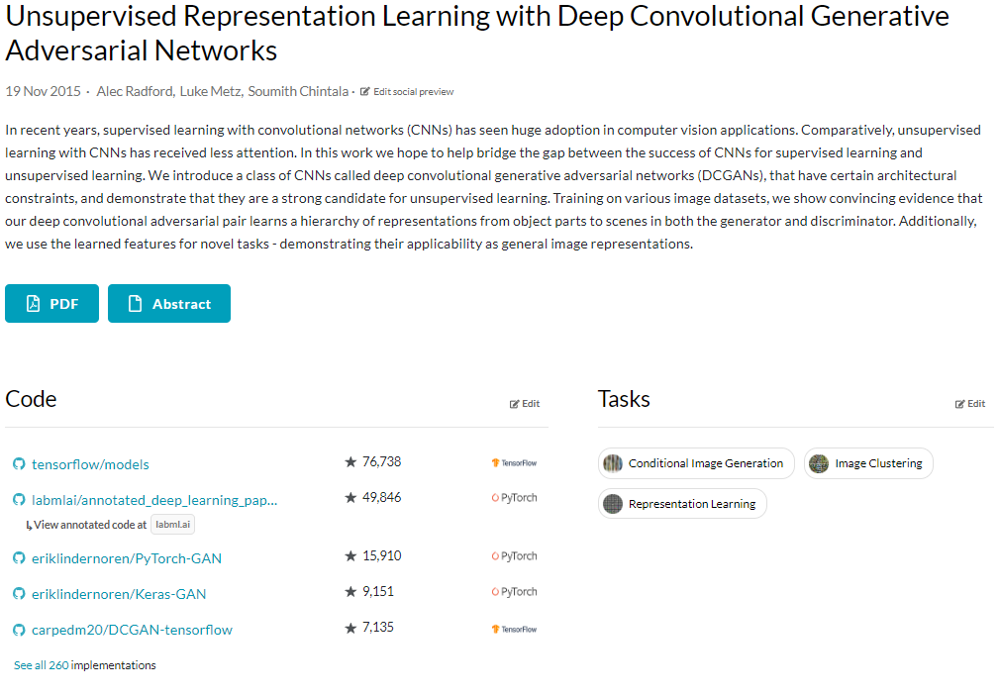 Unsupervised Representation Learning with Deep Convolutional Generative
Adversarial Networks
19 Nov 2015 · Alec Radford, Luke Metz, Soumith Chintala · Edit social preview
In recent years, supervised learning with convolutional networks (CNNs) has seen huge adoption in computer vision applications. Comparatively, unsupervised
learning with CNNs has received less attention. In this work we hope to help bridge the gap between the success of CNNs for supervised learning and
unsupervised learning. We introduce a class of CNNs called deep convolutional generative adversarial networks (DCGANs), that have certain architectural
constraints, and demonstrate that they are a strong candidate for unsupervised learning. Training on various image datasets, we show convincing evidence that
our deep convolutional adversarial pair learns a hierarchy of representations from object parts to scenes in both the generator and discriminator. Additionally,
we use the learned features for novel tasks - demonstrating their applicability as general image representations.
PDF Abstract
Code Edit
tensorflow/models ★ 76,738 TensorFlow
labmlai/annotated_deep_learning_pap... ★ 49,846 PyTorch
↳ View annotated code at labml.ai
eriklindernoren/PyTorch-GAN ★ 15,910 PyTorch
eriklindernoren/Keras-GAN ★ 9,151 PyTorch
carpedm20/DCGAN-tensorflow ★ 7,135 TensorFlow
See all 260 implementations
Tasks Edit
Conditional Image Generation Image Clustering
Representation Learning